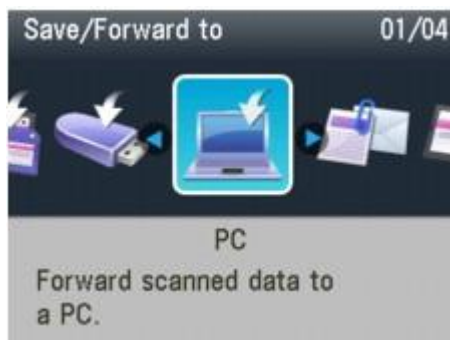 Save/Forward to 01/04
PC
Forward scanned data to
a PC.